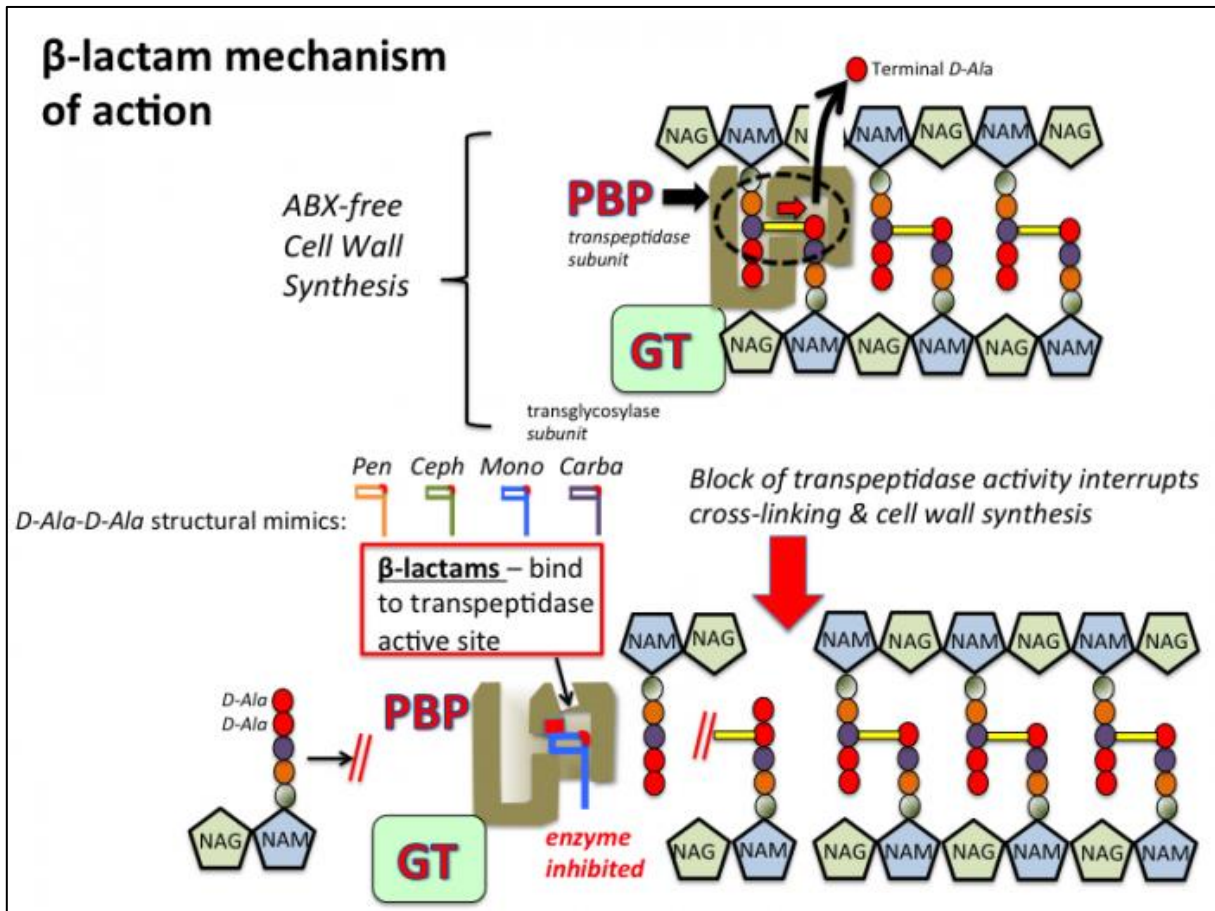 β-lactam mechanism
of action
Terminal D-Ala
NAG NAM N NAM NAG NAM NAG
ABX-free
Cell Wall
Synthesis
PBP
transpeptidase
subunit
GT
NAG NAM NAG NAM NAG NAM
transglycosylase
subunit
Pen Ceph Mono Carba
D-Ala-D-Ala structural mimics:
Block of transpeptidase activity interrupts
cross-linking & cell wall synthesis
β-lactams – bind
to transpeptidase
active site
NAM NAG NAM NAG NAM NAG NAM NAG
D-Ala
D-Ala
PBP
NAG NAM
GT
enzyme
inhibited
NAG NAM NAG NAM NAG NAM NAG NAM